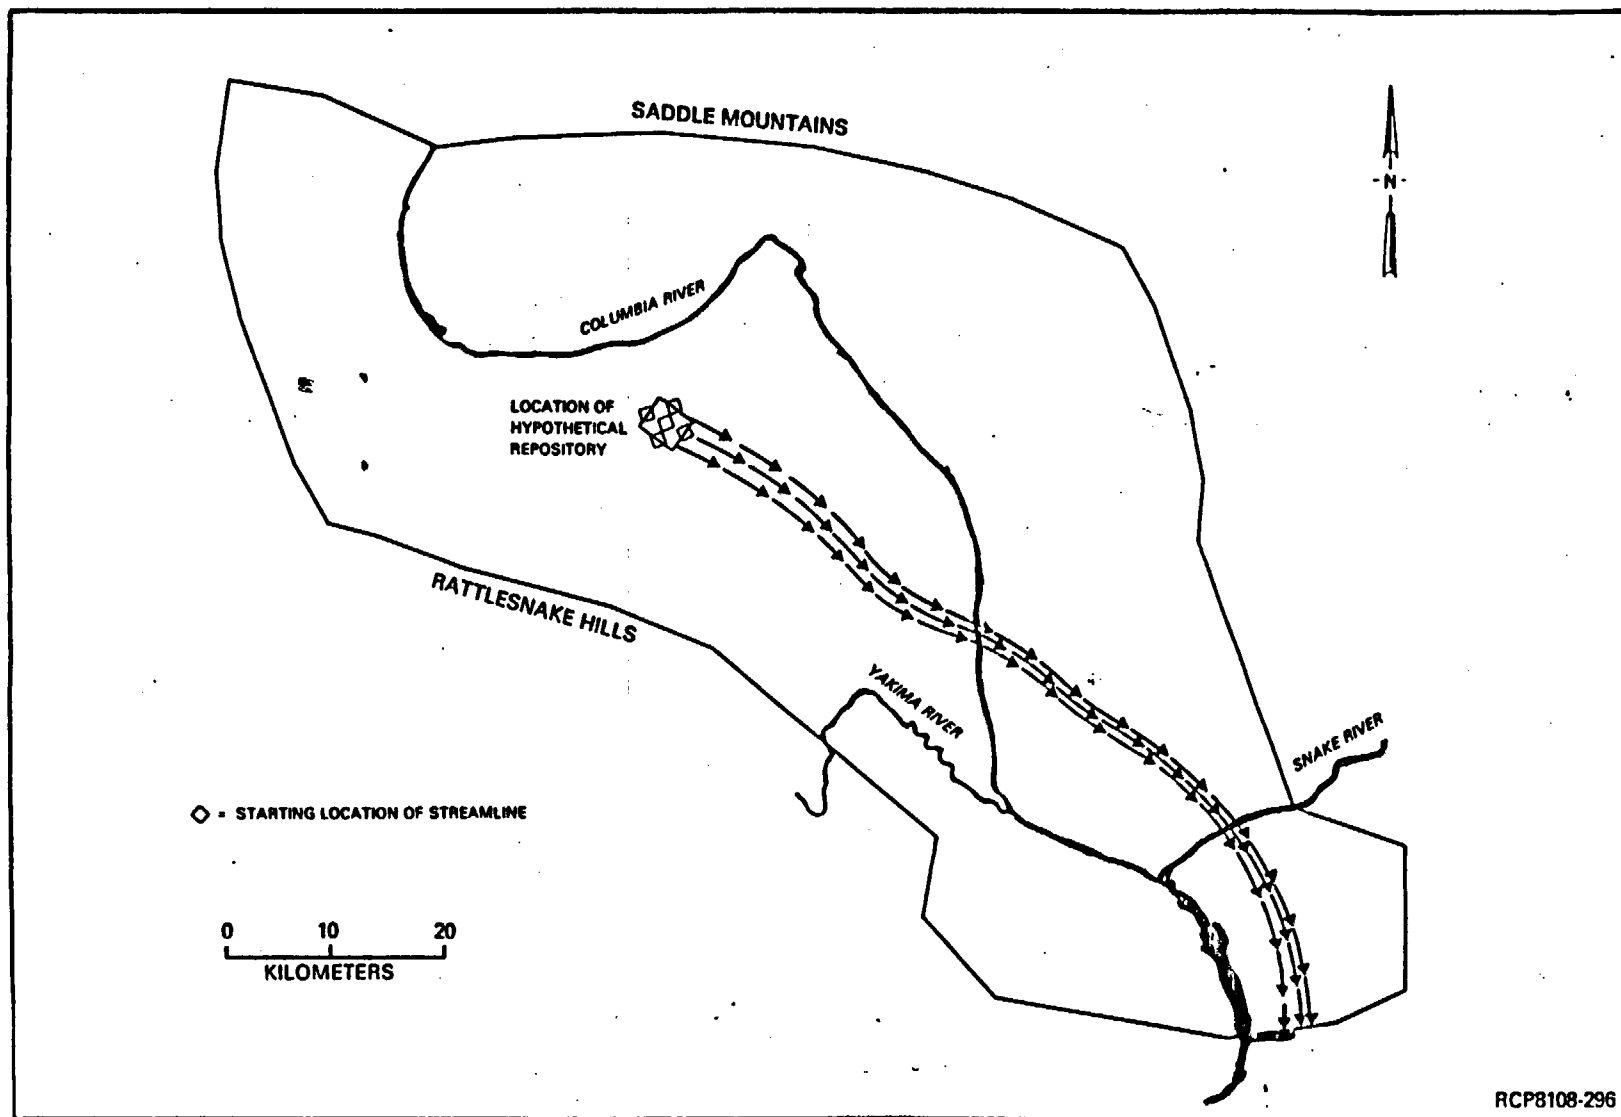 SADDLE MOUNTAINS
- N -
COLUMBIA RIVER
LOCATION OF
HYPOTHETICAL
REPOSITORY
RATTLESNAKE HILLS
YAKIMA RIVER
SNAKE RIVER
◇ = STARTING LOCATION OF STREAMLINE
0 10 20
KILOMETERS
RCP8108-296